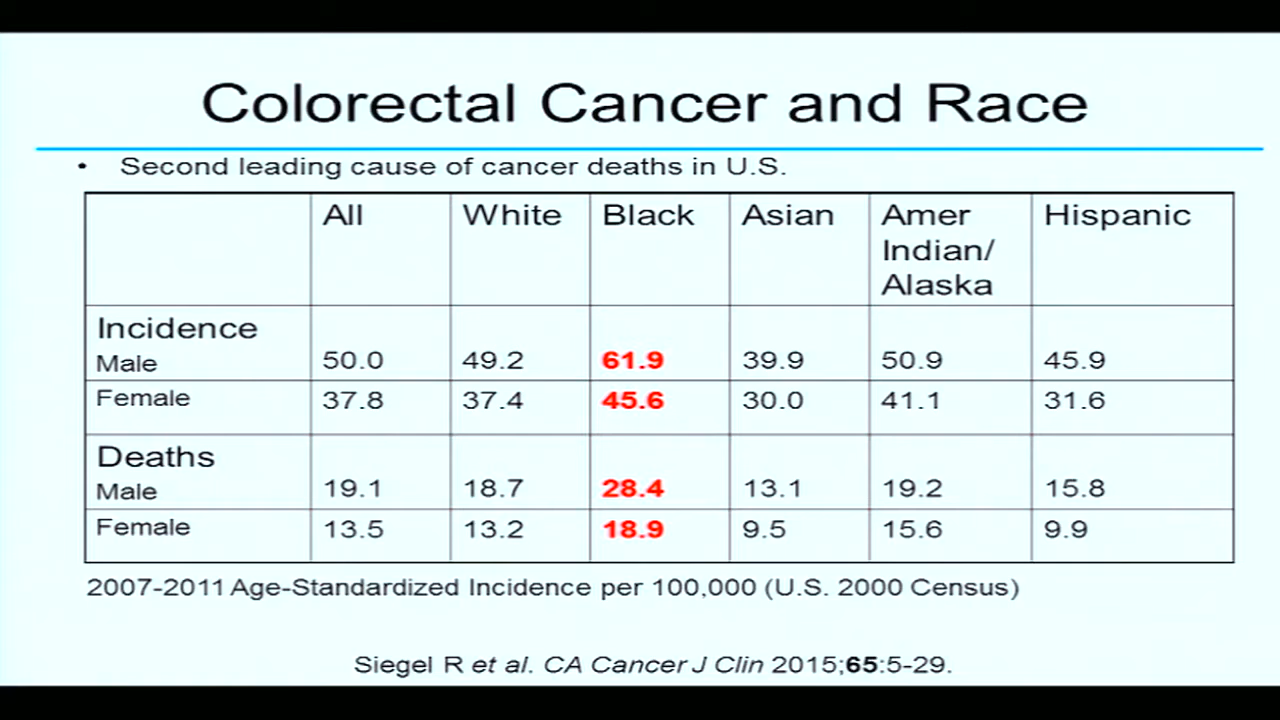 Colorectal Cancer and Race
• Second leading cause of cancer deaths in U.S.
All White Black Asian Amer Hispanic
Indian/
Alaska
Incidence
Male 50.0 49.2 61.9 39.9 50.9 45.9
Female 37.8 37.4 45.6 30.0 41.1 31.6
Deaths
Male 19.1 18.7 28.4 13.1 19.2 15.8
Female 13.5 13.2 18.9 9.5 15.6 9.9
2007-2011 Age-Standardized Incidence per 100,000 (U.S. 2000 Census)
Siegel R et al. CA Cancer J Clin 2015;65:5-29.